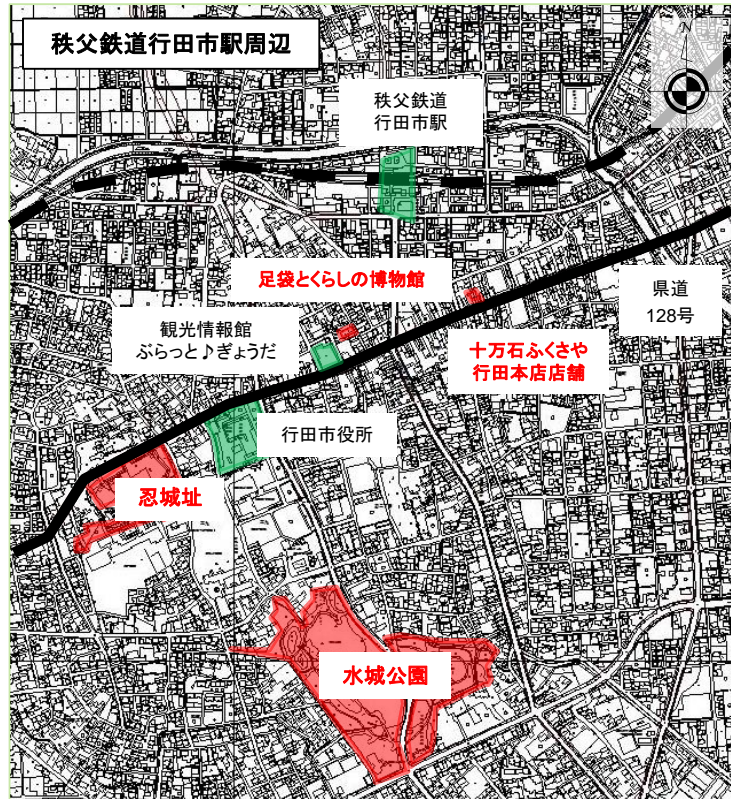 秩父鉄道行田市駅周辺
N
秩父鉄道
行田市駅
足袋とくらしの博物館
県道
128号
観光情報館
ぶらっと♪ぎょうだ
十万石ふくさや
行田本店店舗
行田市役所
忍城址
水城公園